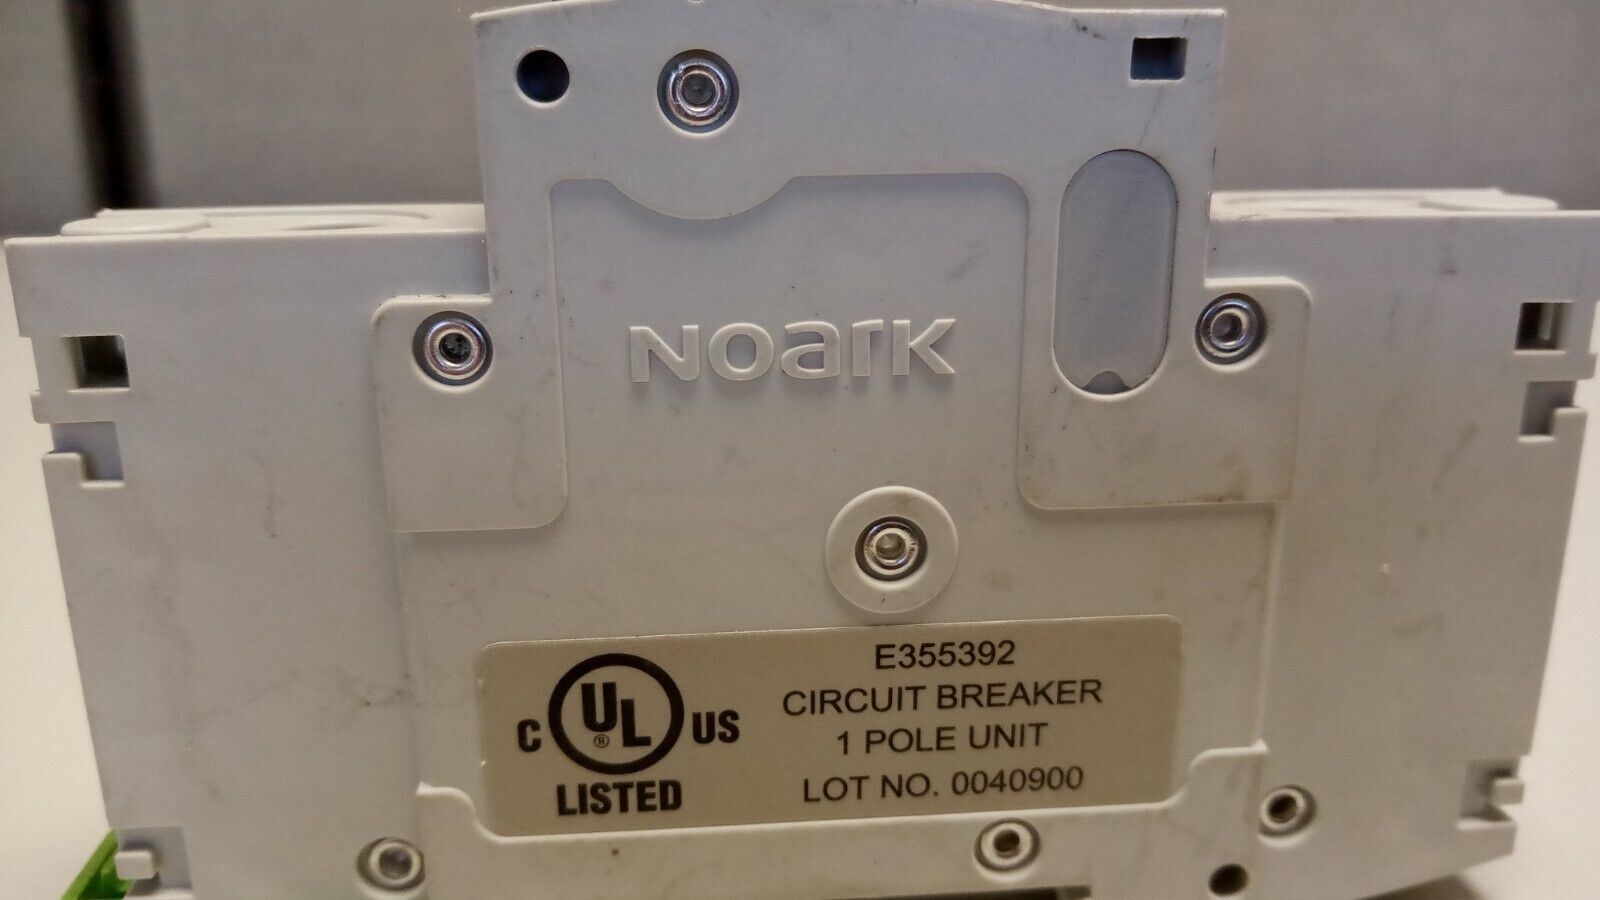 NOARK
E355392
CIRCUIT BREAKER
1 POLE UNIT
LOT NO. 0040900
C UL ® US
LISTED